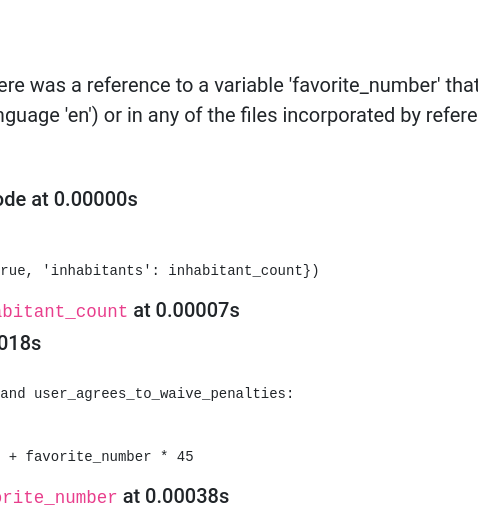 ere was a reference to a variable 'favorite_number' that
nguage 'en') or in any of the files incorporated by refere
ode at 0.00000s
rue, 'inhabitants': inhabitant_count})
abitant_count at 0.00007s
018s
and user_agrees_to_waive_penalties:
+ favorite_number * 45
orite_number at 0.00038s